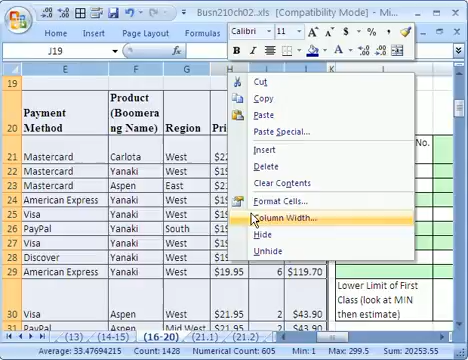 Busn210ch02...xls [Compatibility Mode] - Mi...
Home Insert Draw Page Layout Form
Calibri 11
B I
J19 fx
E F G H I J
19
20 Payment Method Product (Boomera ng Name) Region Pri No.
21 Mastercard Carlota West $22
22 Mastercard Yanaki West
23 Mastercard Aspen East
24 American Express Yanaki West
25 Visa Yanaki West
26 PayPal Yanaki South
27 Visa Yanaki West
28 Discover Yanaki West
29 American Express Yanaki West $19.95 6 $119.70
30 Visa Aspen West $21.95 2 $43.90
31 PayPal Aspen Mid West $21.95 2 $43.90
Cut
Copy
Paste
Paste Special...
Insert
Delete
Clear Contents
Format Cells...
Column Width...
Hide
Unhide
Lower Limit of First
Class (look at MIN
then estimate)
(13) (14-15) (16-20) (21.1) (21.2)
Average: 33.47694215 Count: 1428 Numerical Count: 605 Min: 1 Max: 299.5 Sum: 20253.55